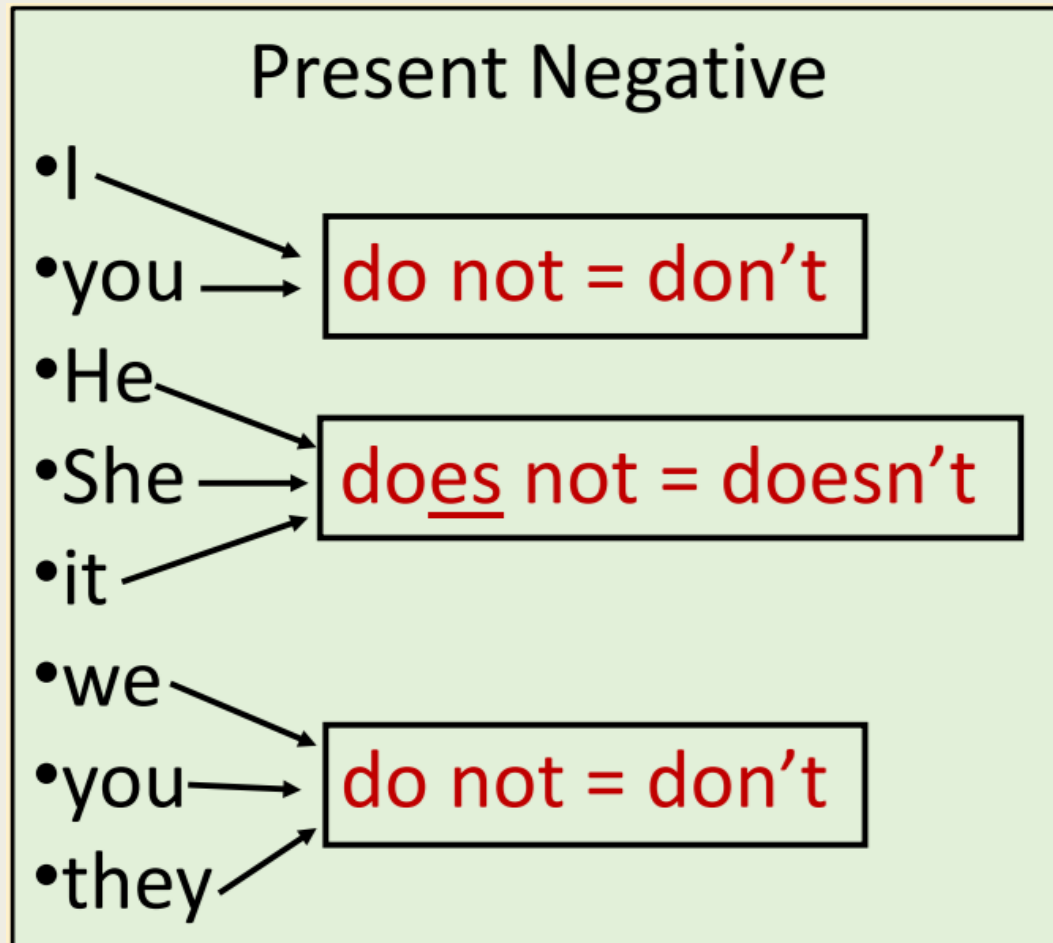 Present Negative
•I
•you
do not = don’t
•He
•She
•it
does not = doesn’t
•we
•you
•they
do not = don’t